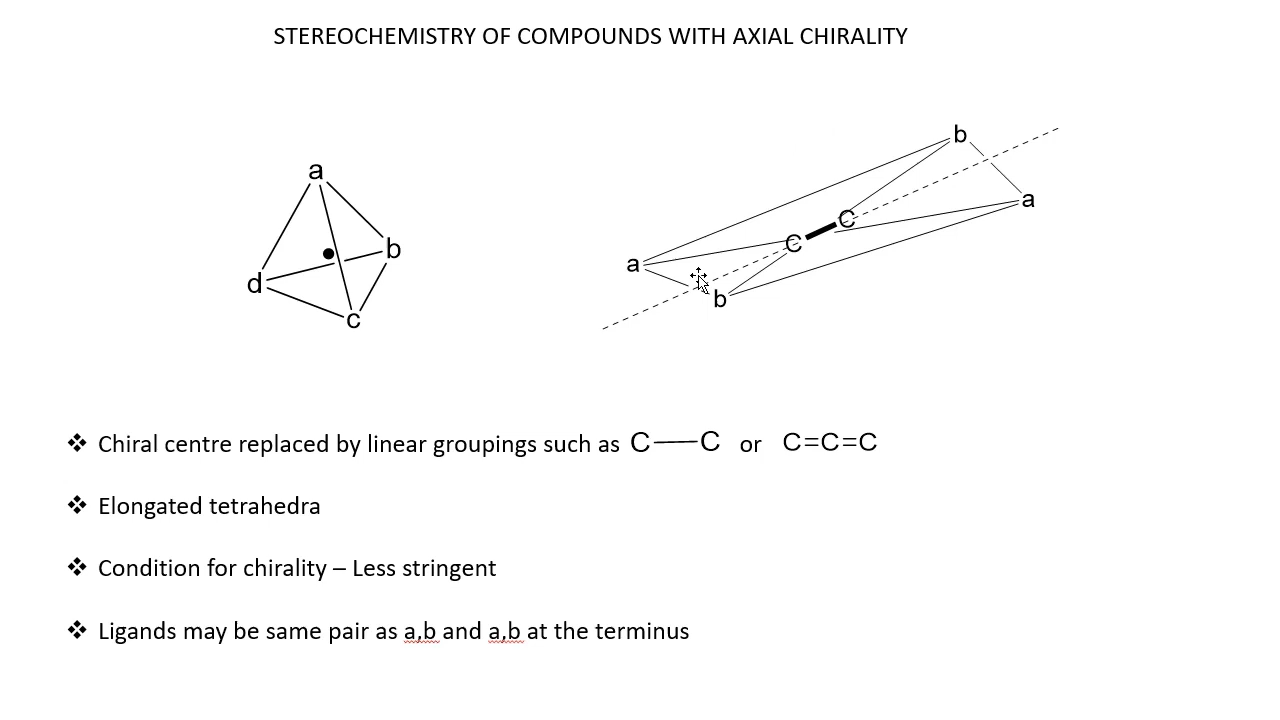 STEREOCHEMISTRY OF COMPOUNDS WITH AXIAL CHIRALITY
a
b
d
c
b
a
C
C
a
b
❖ Chiral centre replaced by linear groupings such as C—C or C=C=C
❖ Elongated tetrahedra
❖ Condition for chirality – Less stringent
❖ Ligands may be same pair as a,b and a,b at the terminus